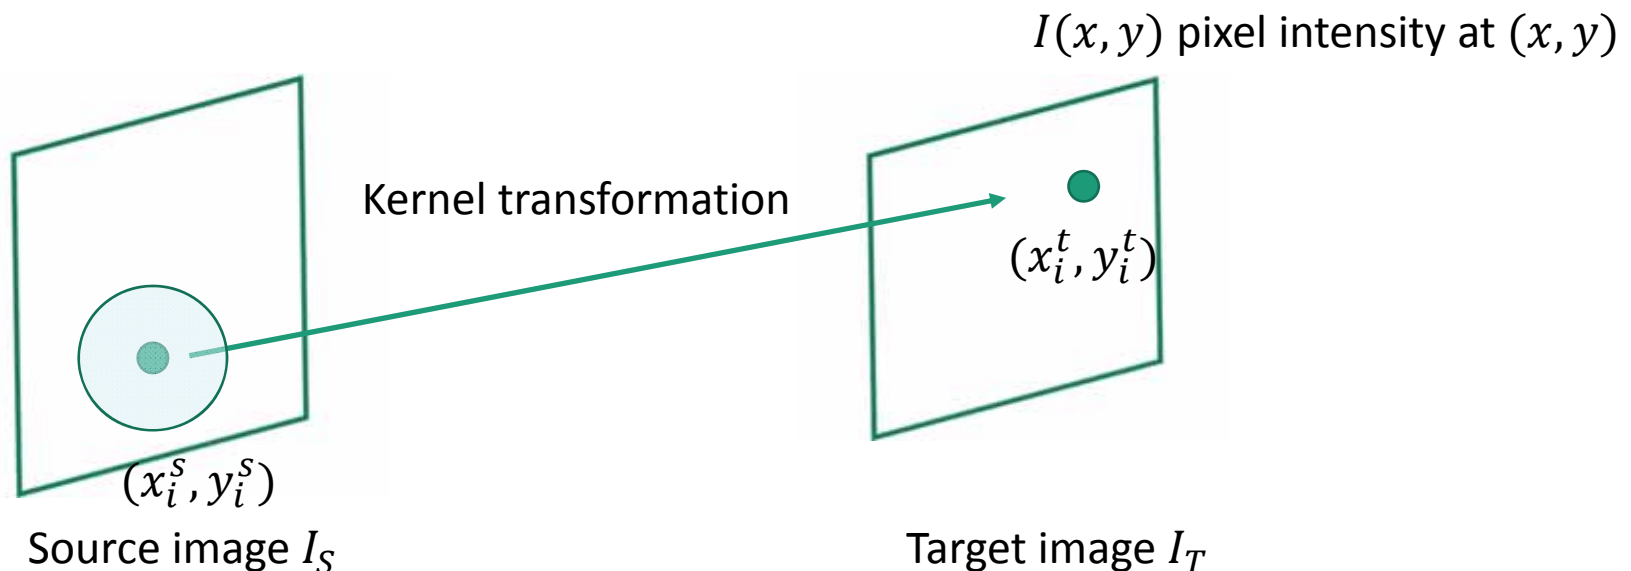 I(x, y) pixel intensity at (x, y)
Kernel transformation
(x_i^t, y_i^t)
(x_i^s, y_i^s)
Source image I_S
Target image I_T